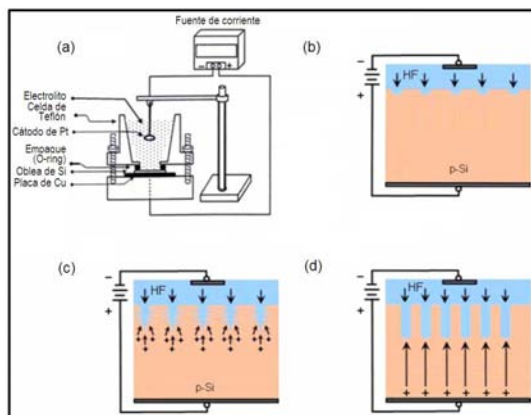 Fuente de corriente
(a)
- +
Electrolito
Celda de
Teflón
Cátodo de Pt
Empaque
(O-ring)
Oblea de Si
Placa de Cu
(b)
-
HF
+
p-Si
(c)
-
HF
+
+ + + + + + + + + + + + + + +
p-Si
(d)
-
HF
+
+ + + + + +